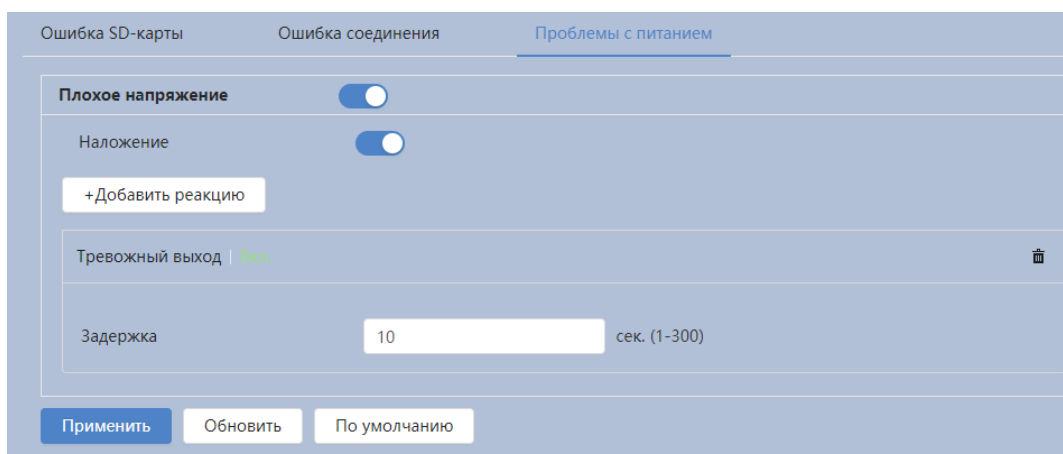 Ошибка SD-карты Ошибка соединения Проблемы с питанием
Плохое напряжение
Наложение
+Добавить реакцию
Тревожный выход |
Задержка 10 сек. (1-300)
Применить Обновить По умолчанию